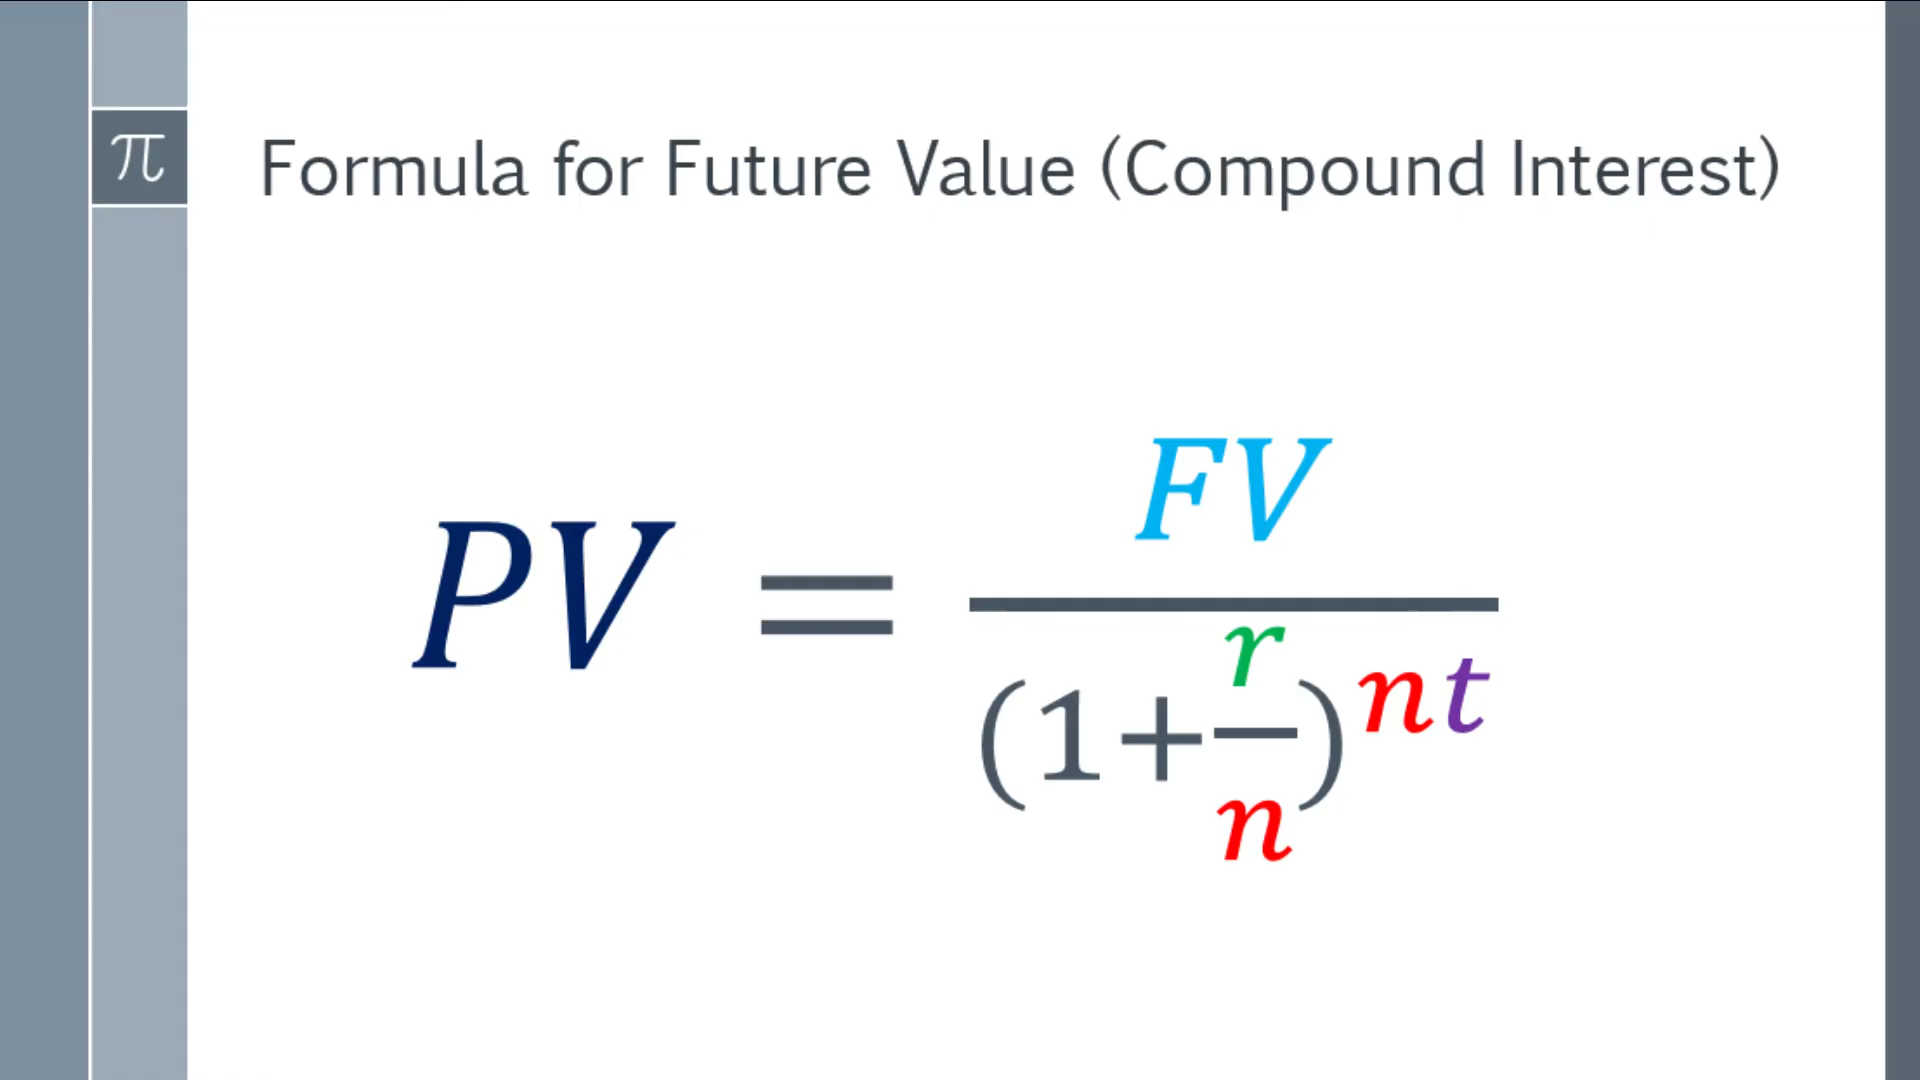 π
Formula for Future Value (Compound Interest)
PV = FV / (1+r/n)^nt